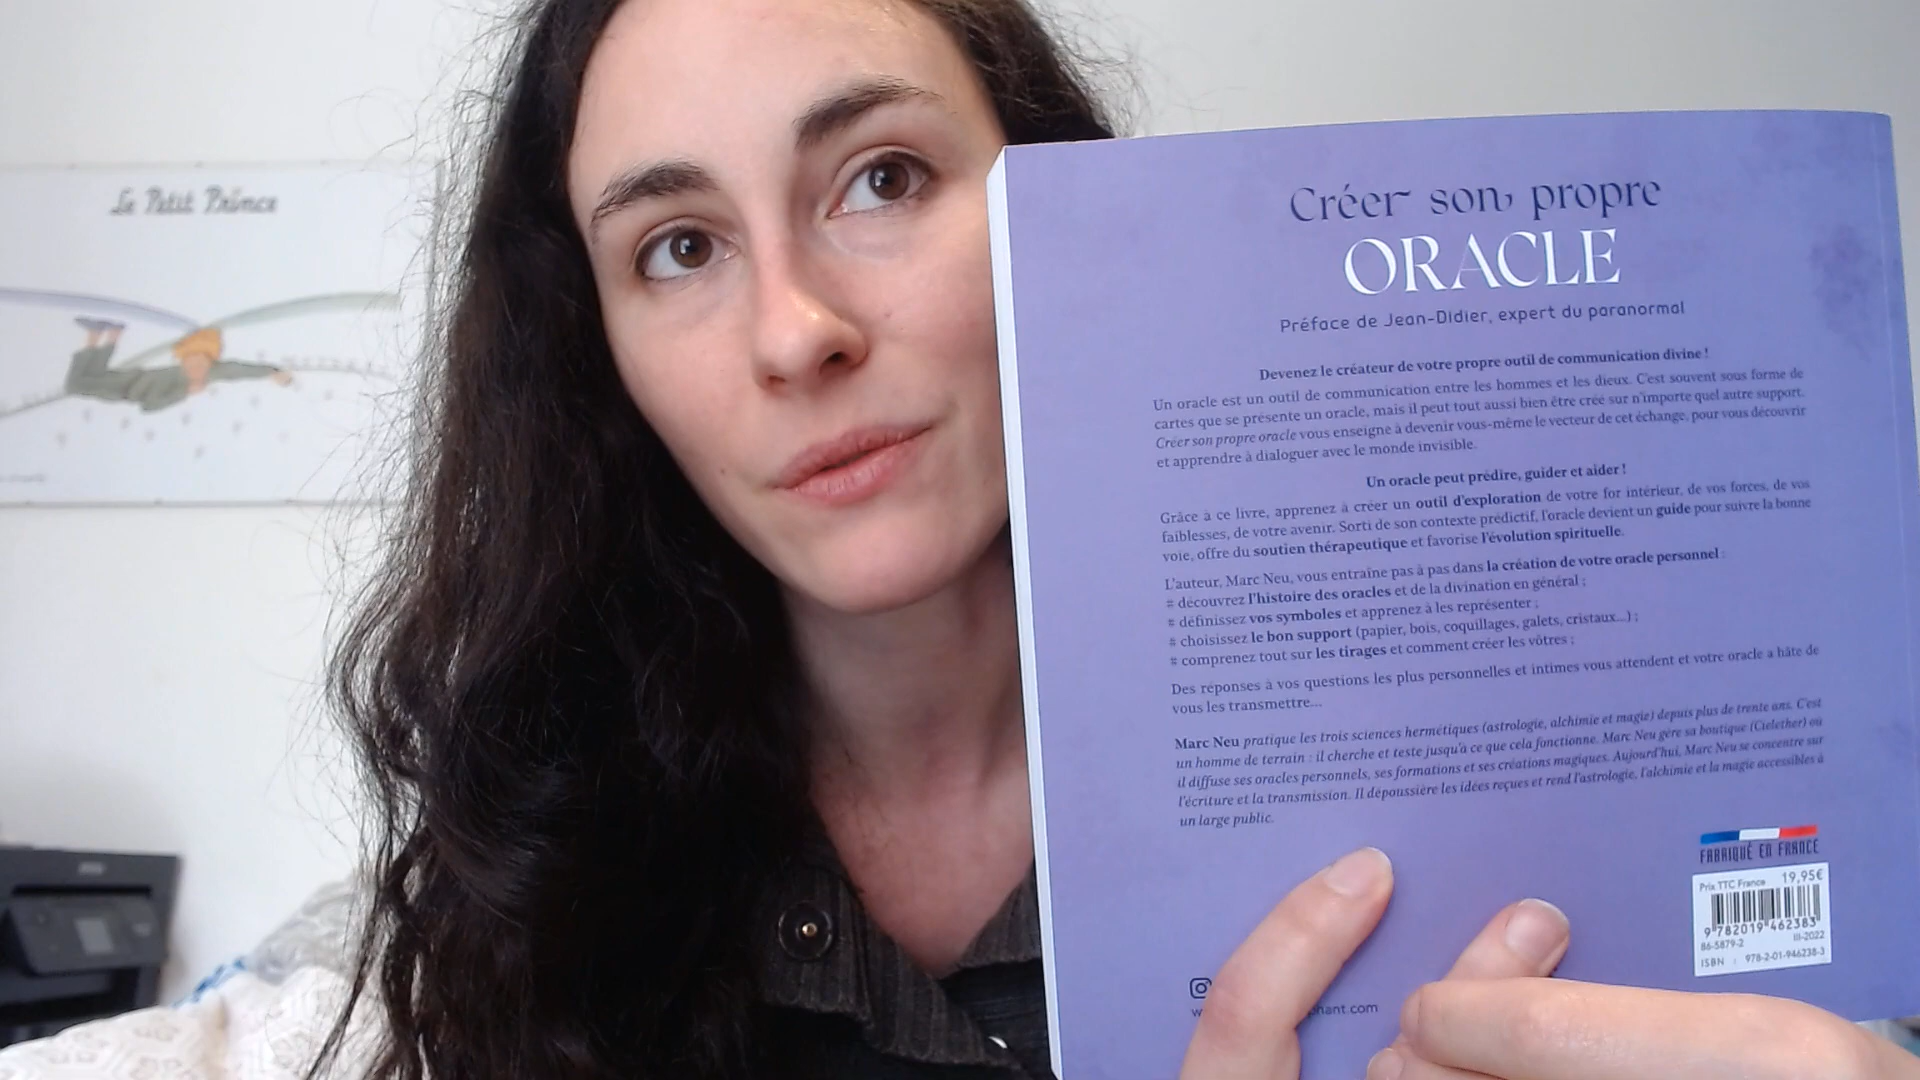 Le Petit Prince
Créer son propre
ORACLE
Préface de Jean-Didier, expert du paranormal
Devenez le créateur de votre propre outil de communication divine !
Un oracle est un outil de communication entre les hommes et les dieux. C'est souvent sous forme de
cartes que se présente un oracle, mais il peut tout aussi bien être créé sur n'importe quel autre support.
Créer son propre oracle vous enseigne à devenir vous-même le vecteur de cet échange, pour vous découvrir
et apprendre à dialoguer avec le monde invisible.
Un oracle peut prédire, guider et aider !
Grâce à ce livre, apprenez à créer un outil d'exploration de votre for intérieur, de vos forces, de vos
faiblesses, de votre avenir. Sorti de son contexte prédictif, l'oracle devient un guide pour suivre la bonne
voie, offre du soutien thérapeutique et favorise l'évolution spirituelle.
L'auteur, Marc Neu, vous entraîne pas à pas dans la création de votre oracle personnel :
# découvrez l'histoire des oracles et de la divination en général ;
# définissez vos symboles et apprenez à les représenter ;
# choisissez le bon support (papier, bois, coquillages, galets, cristaux...) ;
# comprenez tout sur les tirages et comment créer les vôtres ;
Des réponses à vos questions les plus personnelles et intimes vous attendent et votre oracle a hâte de
vous les transmettre...
Marc Neu pratique les trois sciences hermétiques (astrologie, alchimie et magie) depuis plus de trente ans. C'est
un homme de terrain : il cherche et teste jusqu'à ce que cela fonctionne. Marc Neu gère sa boutique (Cielether) où
il diffuse ses oracles personnels, ses formations et ses créations magiques. Aujourd'hui, Marc Neu se concentre sur
l'écriture et la transmission. Il dépoussière les idées reçues et rend l'astrologie, l'alchimie et la magie accessibles à
un large public.
FABRIQUÉ EN FRANCE
Prix TTC France 19,95€
9 782019 462383
86-5879-2 III-2022
ISBN : 978-2-01-946238-3
hant.com